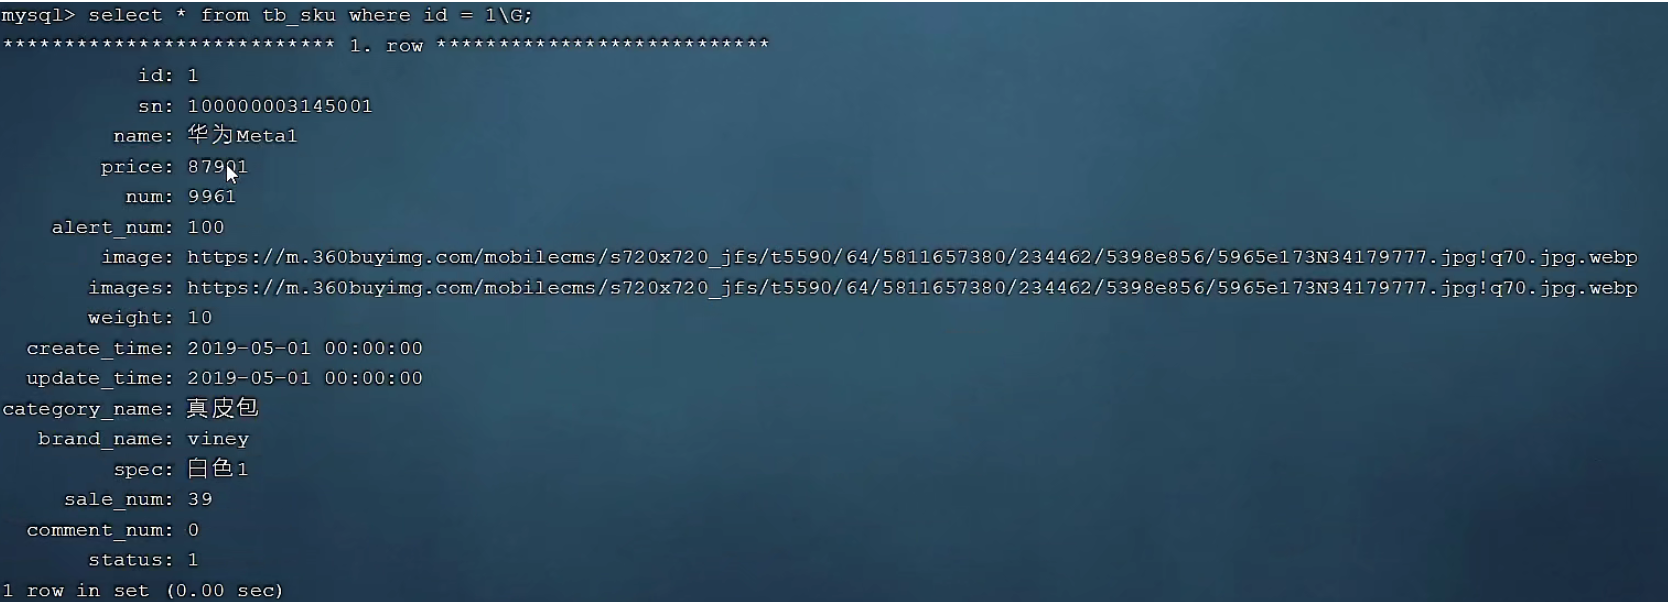 mysql> select * from tb_sku where id = 1\G;
*************************** 1. row ***************************
id: 1
sn: 100000003145001
name: 华为Meta1
price: 87901
num: 9961
alert_num: 100
image: https://m.360buyimg.com/mobilecms/s720x720_jfs/t5590/64/5811657380/234462/5398e856/5965e173N34179777.jpg!q70.jpg.webp
images: https://m.360buyimg.com/mobilecms/s720x720_jfs/t5590/64/5811657380/234462/5398e856/5965e173N34179777.jpg!q70.jpg.webp
weight: 10
create_time: 2019-05-01 00:00:00
update_time: 2019-05-01 00:00:00
category_name: 真皮包
brand_name: viney
spec: 白色1
sale_num: 39
comment_num: 0
status: 1
1 row in set (0.00 sec)